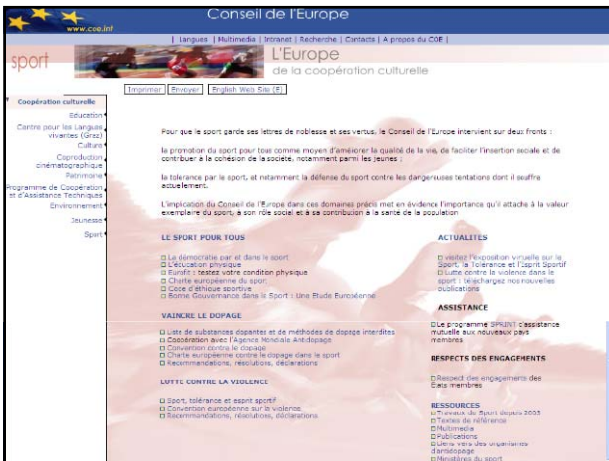 Conseil de l'Europe
www.coe.int
| Langues | Multimedia | Intranet | Recherche | Contacts | A propos du COE |
sport
L'Europe
de la coopération culturelle
Imprimer Envoyer English Web Site (E)
Coopération culturelle
Education
Centre pour les Langues
vivantes (Graz)
Culture
Coproduction
cinématographique
Patrimoine
Programme de Coopération
et d'Assistance Techniques
Environnement
Jeunesse
Sport
Pour que le sport garde ses lettres de noblesse et ses vertus, le Conseil de l'Europe intervient sur deux fronts :
la promotion du sport pour tous comme moyen d'améliorer la qualité de la vie, de faciliter l'insertion sociale et de
contribuer à la cohésion de la société, notamment parmi les jeunes ;
la tolérance par le sport, et notamment la défense du sport contre les dangereuses tentations dont il souffre
actuellement.
L'implication du Conseil de l'Europe dans ces domaines précis met en évidence l'importance qu'il attache à la valeur
exemplaire du sport, à son rôle social et à sa contribution à la santé de la population
LE SPORT POUR TOUS
La démocratie par et dans le sport
L'éducation physique
Eurofit : testez votre condition physique
Charte européenne du sport
Code d'éthique sportive
Bonne Gouvernance dans le Sport : Une Etude Européenne
VAINCRE LE DOPAGE
Liste de substances dopantes et de méthodes de dopage interdites
Coopération avec l'Agence Mondiale Antidopage
Convention contre le dopage
Charte européenne contre le dopage dans le sport
Recommandations, résolutions, déclarations
LUTTE CONTRE LA VIOLENCE
Sport, tolérance et esprit sportif
Convention européenne sur la violence
Recommandations, résolutions, déclarations
ACTUALITES
visitez l'exposition virtuelle sur le
Sport, la Tolérance et l'Esprit Sportif
Lutte contre la violence dans le
sport : téléchargez nos nouvelles
publications
ASSISTANCE
Le programme SPRINT d'assistance
mutuelle aux nouveaux pays
membres
RESPECTS DES ENGAGEMENTS
Respect des engagements des
Etats membres
RESSOURCES
Travaux du Sport depuis 2003
Textes de référence
Multimedia
Publications
Liens vers des organismes
d'antidopage
Ministères du sport